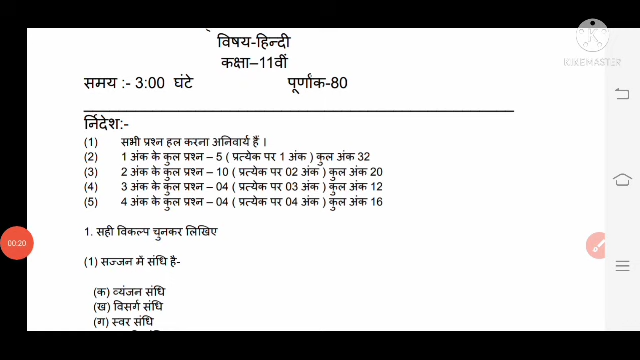 विषय-हिन्दी
कक्षा–11वीं
समय :- 3:00 घंटे पूर्णांक-80
र्निदेश:-
(1) सभी प्रश्न हल करना अनिवार्य हैं ।
(2) 1 अंक के कुल प्रश्न – 5 ( प्रत्येक पर 1 अंक ) कुल अंक 32
(3) 2 अंक के कुल प्रश्न – 10 ( प्रत्येक पर 02 अंक ) कुल अंक 20
(4) 3 अंक के कुल प्रश्न – 04 ( प्रत्येक पर 03 अंक ) कुल अंक 12
(5) 4 अंक के कुल प्रश्न – 04 ( प्रत्येक पर 04 अंक ) कुल अंक 16
1. सही विकल्प चुनकर लिखिए
(1) सज्जन में संधि है-
(क) व्यंजन संधि
(ख) विसर्ग संधि
(ग) स्वर संधि
KINEMASTER
00:20